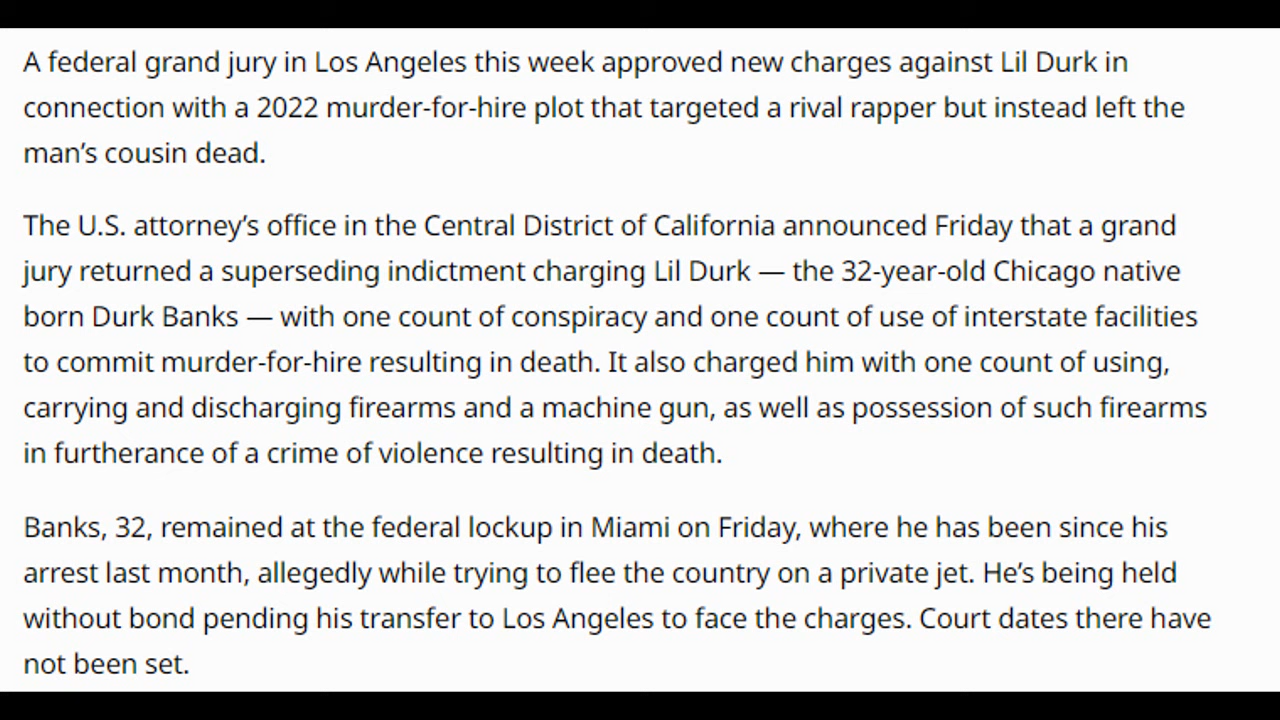 A federal grand jury in Los Angeles this week approved new charges against Lil Durk in
connection with a 2022 murder-for-hire plot that targeted a rival rapper but instead left the
man’s cousin dead.
The U.S. attorney’s office in the Central District of California announced Friday that a grand
jury returned a superseding indictment charging Lil Durk — the 32-year-old Chicago native
born Durk Banks — with one count of conspiracy and one count of use of interstate facilities
to commit murder-for-hire resulting in death. It also charged him with one count of using,
carrying and discharging firearms and a machine gun, as well as possession of such firearms
in furtherance of a crime of violence resulting in death.
Banks, 32, remained at the federal lockup in Miami on Friday, where he has been since his
arrest last month, allegedly while trying to flee the country on a private jet. He’s being held
without bond pending his transfer to Los Angeles to face the charges. Court dates there have
not been set.